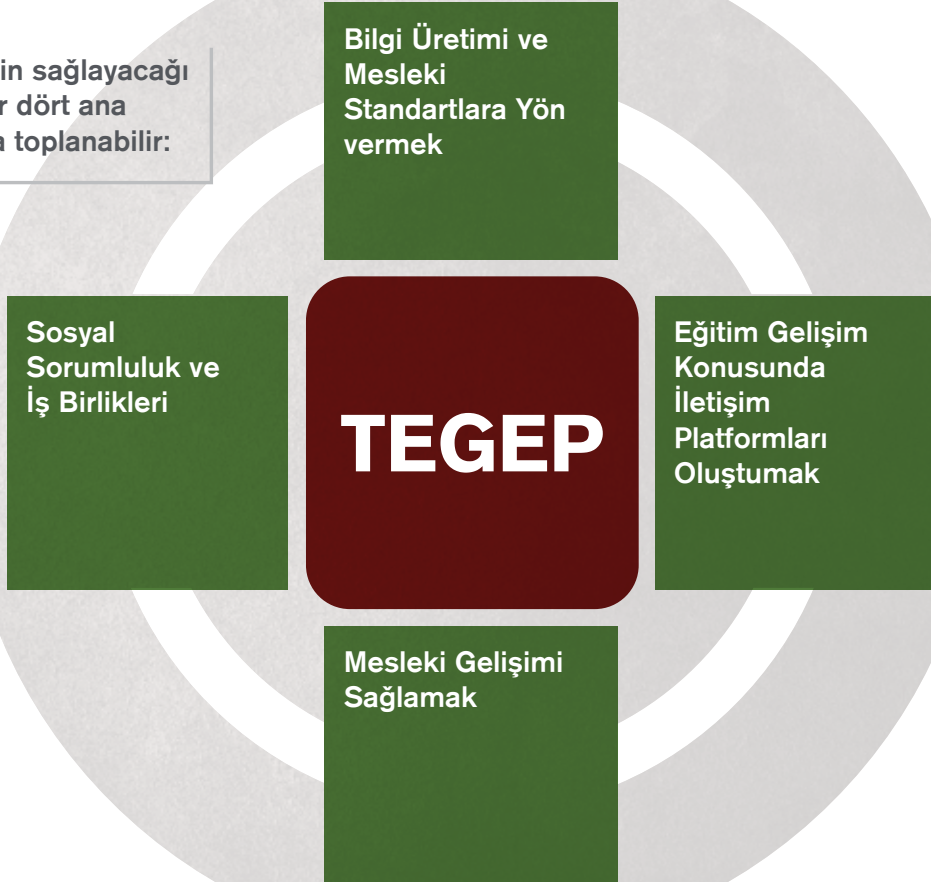 in sağlayacağı
r dört ana
a toplanabilir:
Bilgi Üretimi ve
Mesleki
Standartlara Yön
vermek
Sosyal
Sorumluluk ve
İş Birlikleri
TEGEP
Eğitim Gelişim
Konusunda
İletişim
Platformları
Oluştumak
Mesleki Gelişimi
Sağlamak